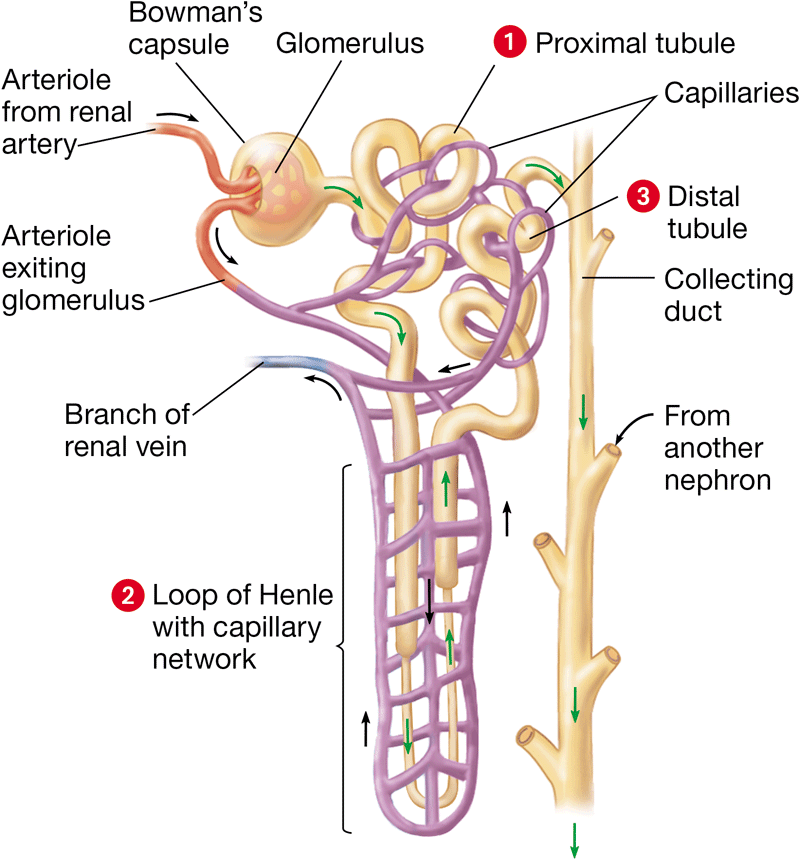 Bowman's
capsule
Glomerulus
1 Proximal tubule
Arteriole
from renal
artery
Capillaries
3 Distal
tubule
Arteriole
exiting
glomerulus
Collecting
duct
Branch of
renal vein
From
another
nephron
2 Loop of Henle
with capillary
network